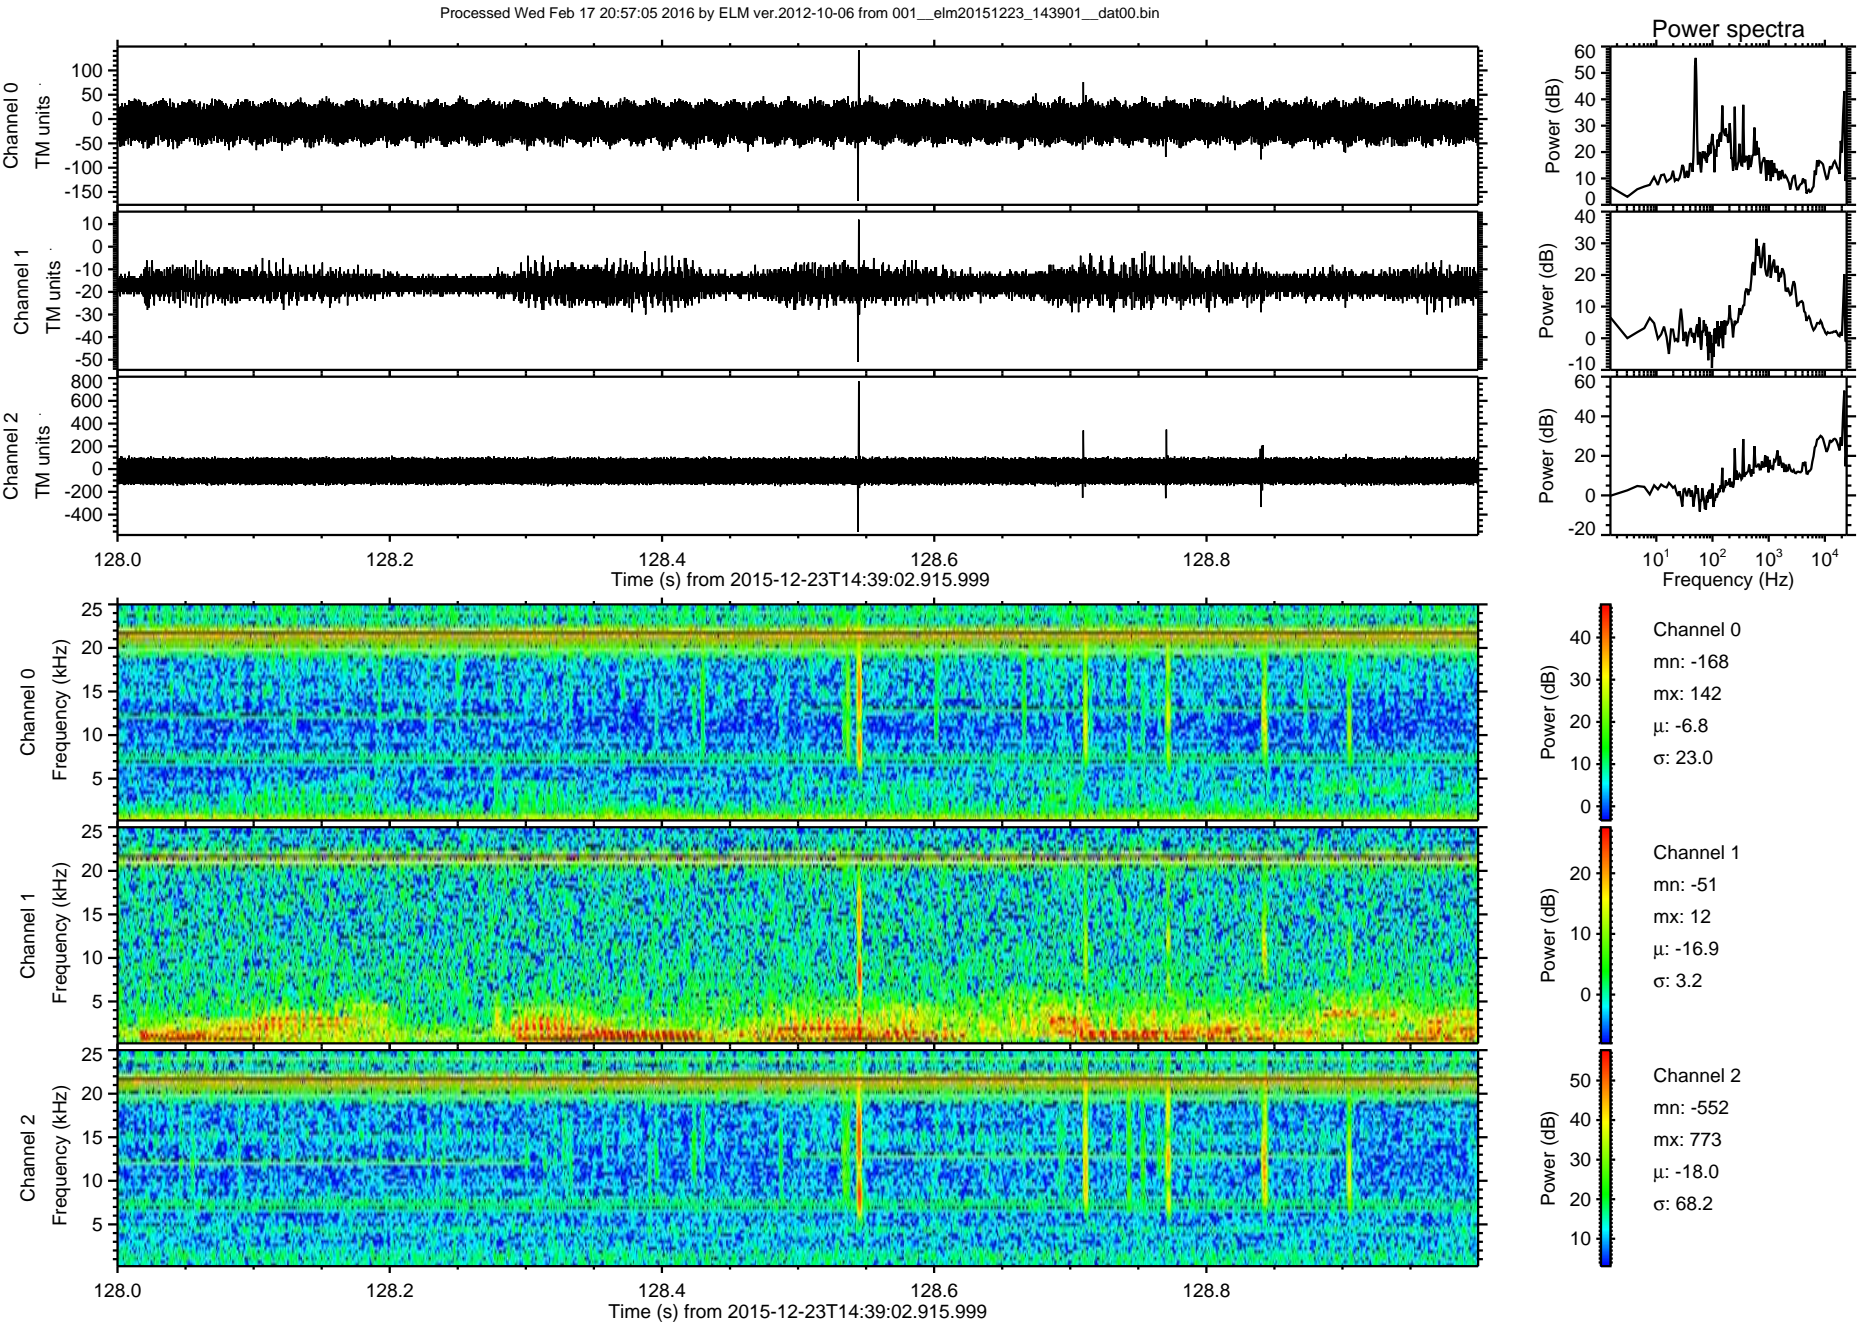 Processed Wed Feb 17 20:57:05 2016 by ELM ver.2012-10-06 from 001__elm20151223_143901__dat00.bin
Power spectra
Channel 0
TM units
100
50
0
-50
-100
-150
Power (dB)
60
50
40
30
20
10
0
Channel 1
TM units
10
0
-10
-20
-30
-40
-50
Power (dB)
40
30
20
10
0
-10
Channel 2
TM units
800
600
400
200
0
-200
-400
Power (dB)
60
40
20
0
-20
128.0 128.2 128.4 128.6 128.8
Time (s) from 2015-12-23T14:39:02.915.999
10^1 10^2 10^3 10^4
Frequency (Hz)
Channel 0
Frequency (kHz)
25
20
15
10
5
Power (dB)
40
30
20
10
0
Channel 0
mn: -168
mx: 142
μ: -6.8
σ: 23.0
Channel 1
Frequency (kHz)
25
20
15
10
5
Power (dB)
20
10
0
Channel 1
mn: -51
mx: 12
μ: -16.9
σ: 3.2
Channel 2
Frequency (kHz)
25
20
15
10
5
Power (dB)
50
40
30
20
10
Channel 2
mn: -552
mx: 773
μ: -18.0
σ: 68.2
128.0 128.2 128.4 128.6 128.8
Time (s) from 2015-12-23T14:39:02.915.999